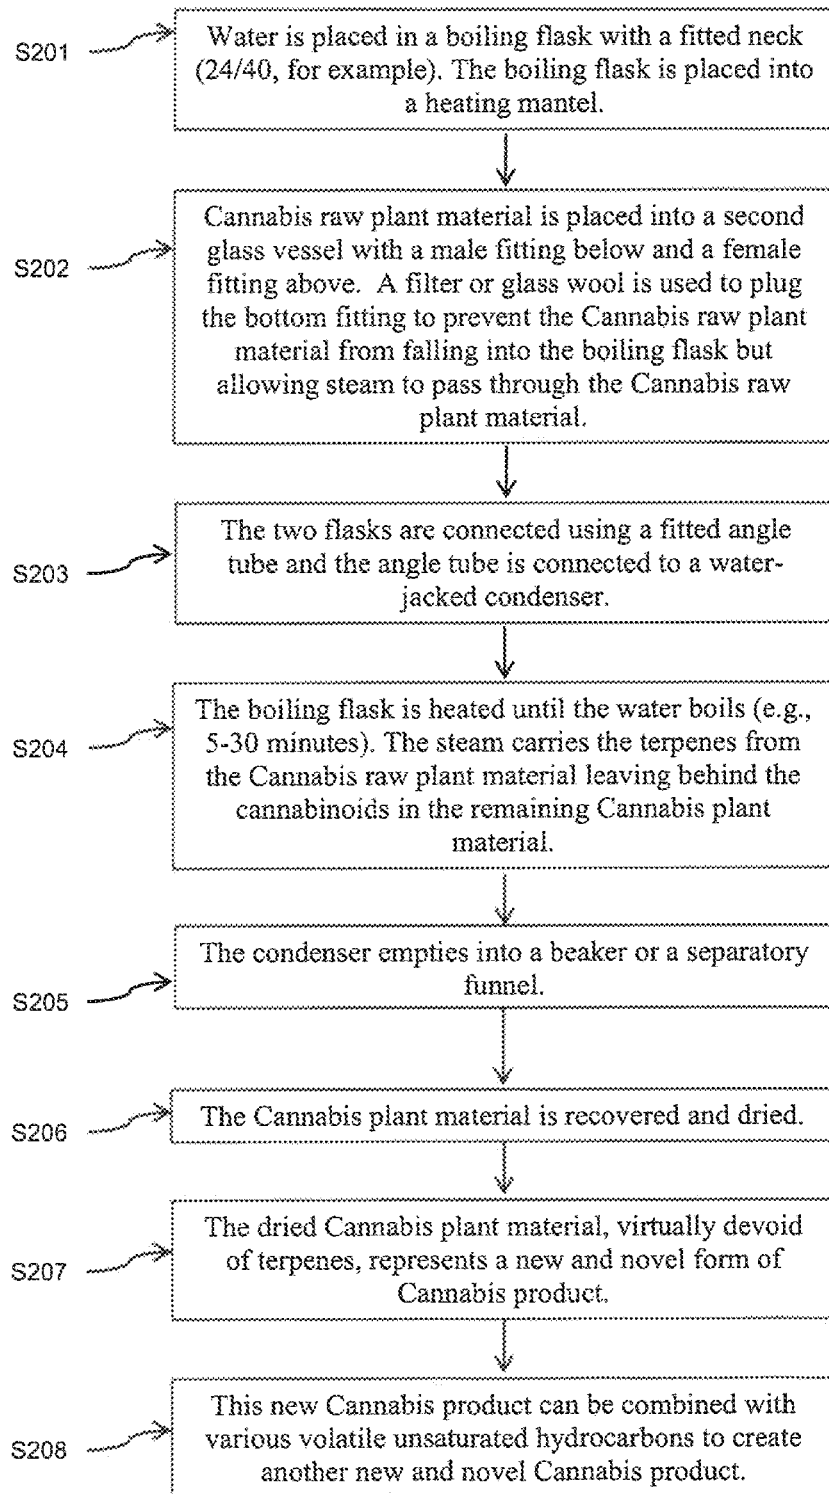 S201
Water is placed in a boiling flask with a fitted neck
(24/40, for example). The boiling flask is placed into
a heating mantel.
S202
Cannabis raw plant material is placed into a second
glass vessel with a male fitting below and a female
fitting above. A filter or glass wool is used to plug
the bottom fitting to prevent the Cannabis raw plant
material from falling into the boiling flask but
allowing steam to pass through the Cannabis raw
plant material.
S203
The two flasks are connected using a fitted angle
tube and the angle tube is connected to a water-
jacked condenser.
S204
The boiling flask is heated until the water boils (e.g.,
5-30 minutes). The steam carries the terpenes from
the Cannabis raw plant material leaving behind the
cannabinoids in the remaining Cannabis plant
material.
S205
The condenser empties into a beaker or a separatory
funnel.
S206
The Cannabis plant material is recovered and dried.
S207
The dried Cannabis plant material, virtually devoid
of terpenes, represents a new and novel form of
Cannabis product.
S208
This new Cannabis product can be combined with
various volatile unsaturated hydrocarbons to create
another new and novel Cannabis product.